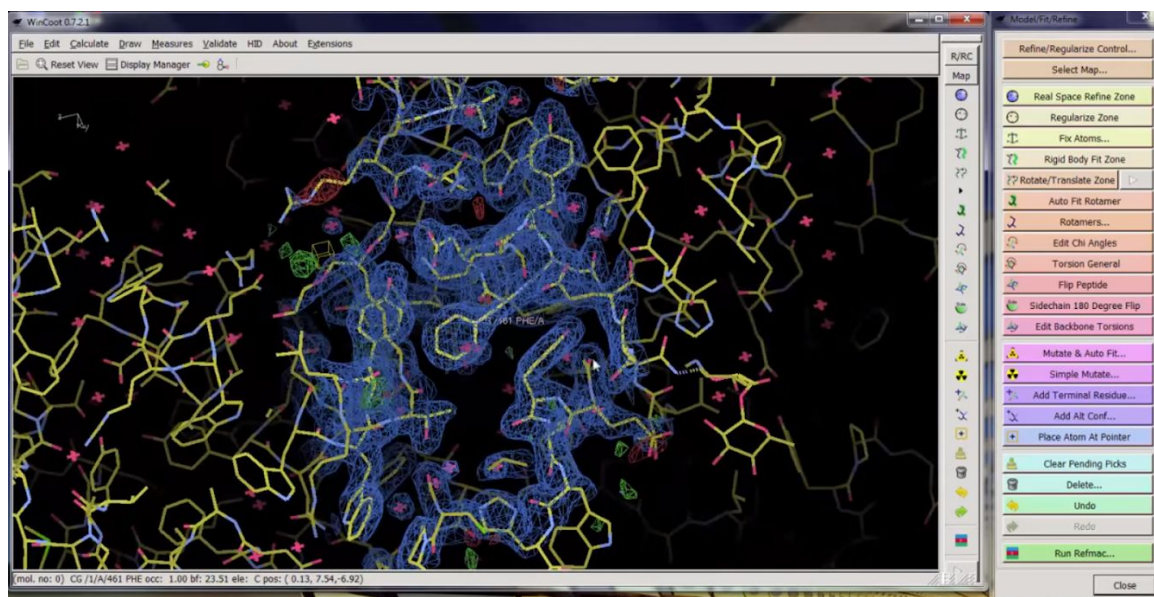 WinCoot 0.7.2.1
File Edit Calculate Draw Measures Validate HID About Extensions
Reset View Display Manager
R/RC
Map
461 PHE/A
(mol. no: 0) CG /1/A/461 PHE occ: 1.00 bf: 23.51 ele: C pos: ( 0.13, 7.54,-6.92)
Model/Fit/Refine
Refine/Regularize Control...
Select Map...
Real Space Refine Zone
Regularize Zone
Fix Atoms...
Rigid Body Fit Zone
Rotate/Translate Zone
Auto Fit Rotamer
Rotamers...
Edit Chi Angles
Torsion General
Flip Peptide
Sidechain 180 Degree Flip
Edit Backbone Torsions
Mutate & Auto Fit...
Simple Mutate...
Add Terminal Residue...
Add Alt Conf...
Place Atom At Pointer
Clear Pending Picks
Delete...
Undo
Redo
Run Refmac...
Close